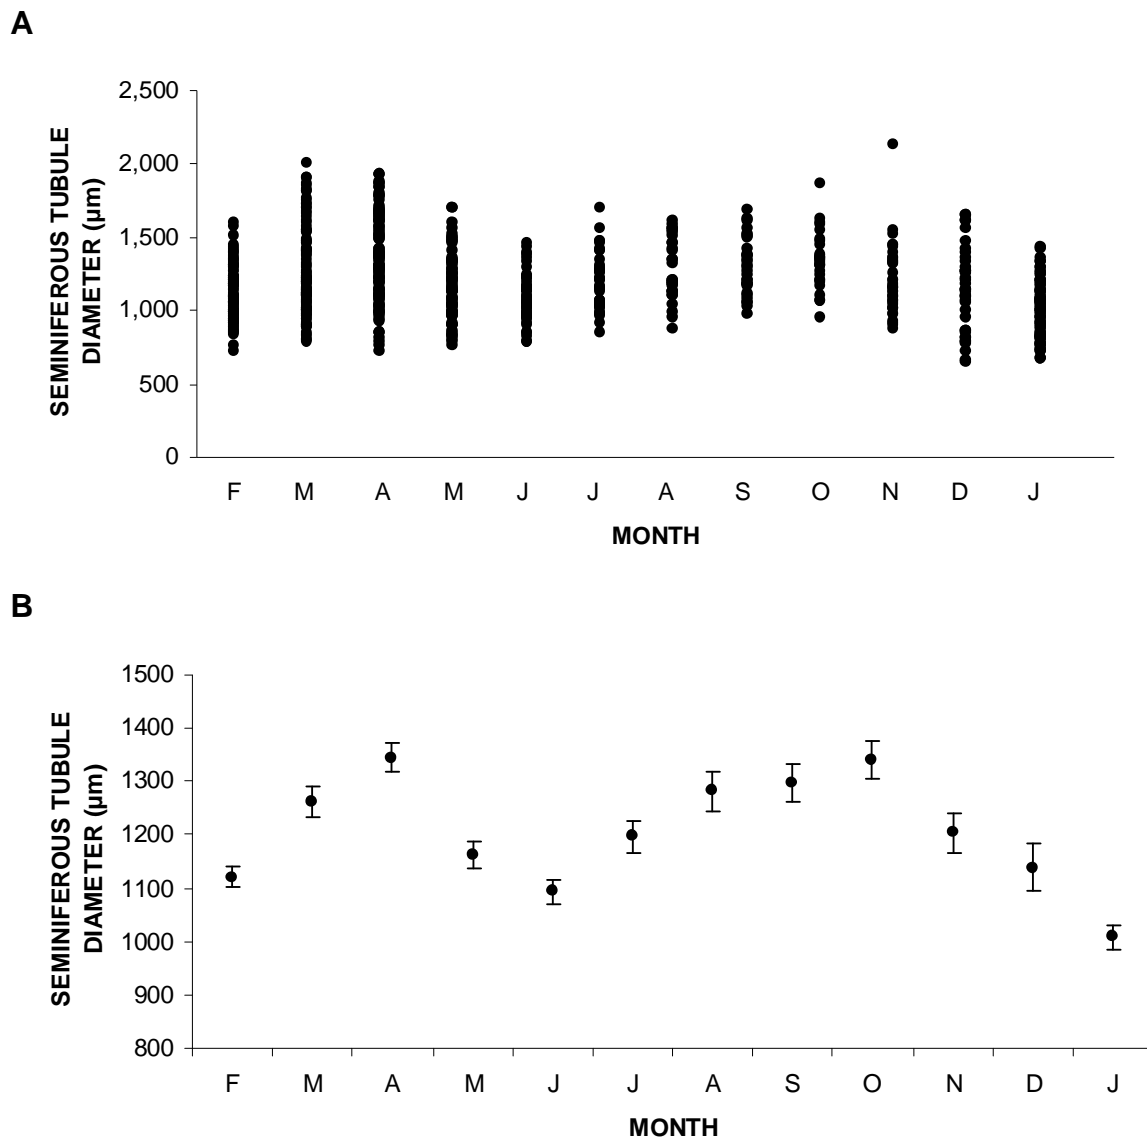 A
2,500
2,000
1,500
1,000
500
0
SEMINIFEROUS TUBULE
DIAMETER (µm)
F M A M J J A S O N D J
MONTH
B
1500
1400
1300
1200
1100
1000
900
800
SEMINIFEROUS TUBULE
DIAMETER (µm)
F M A M J J A S O N D J
MONTH